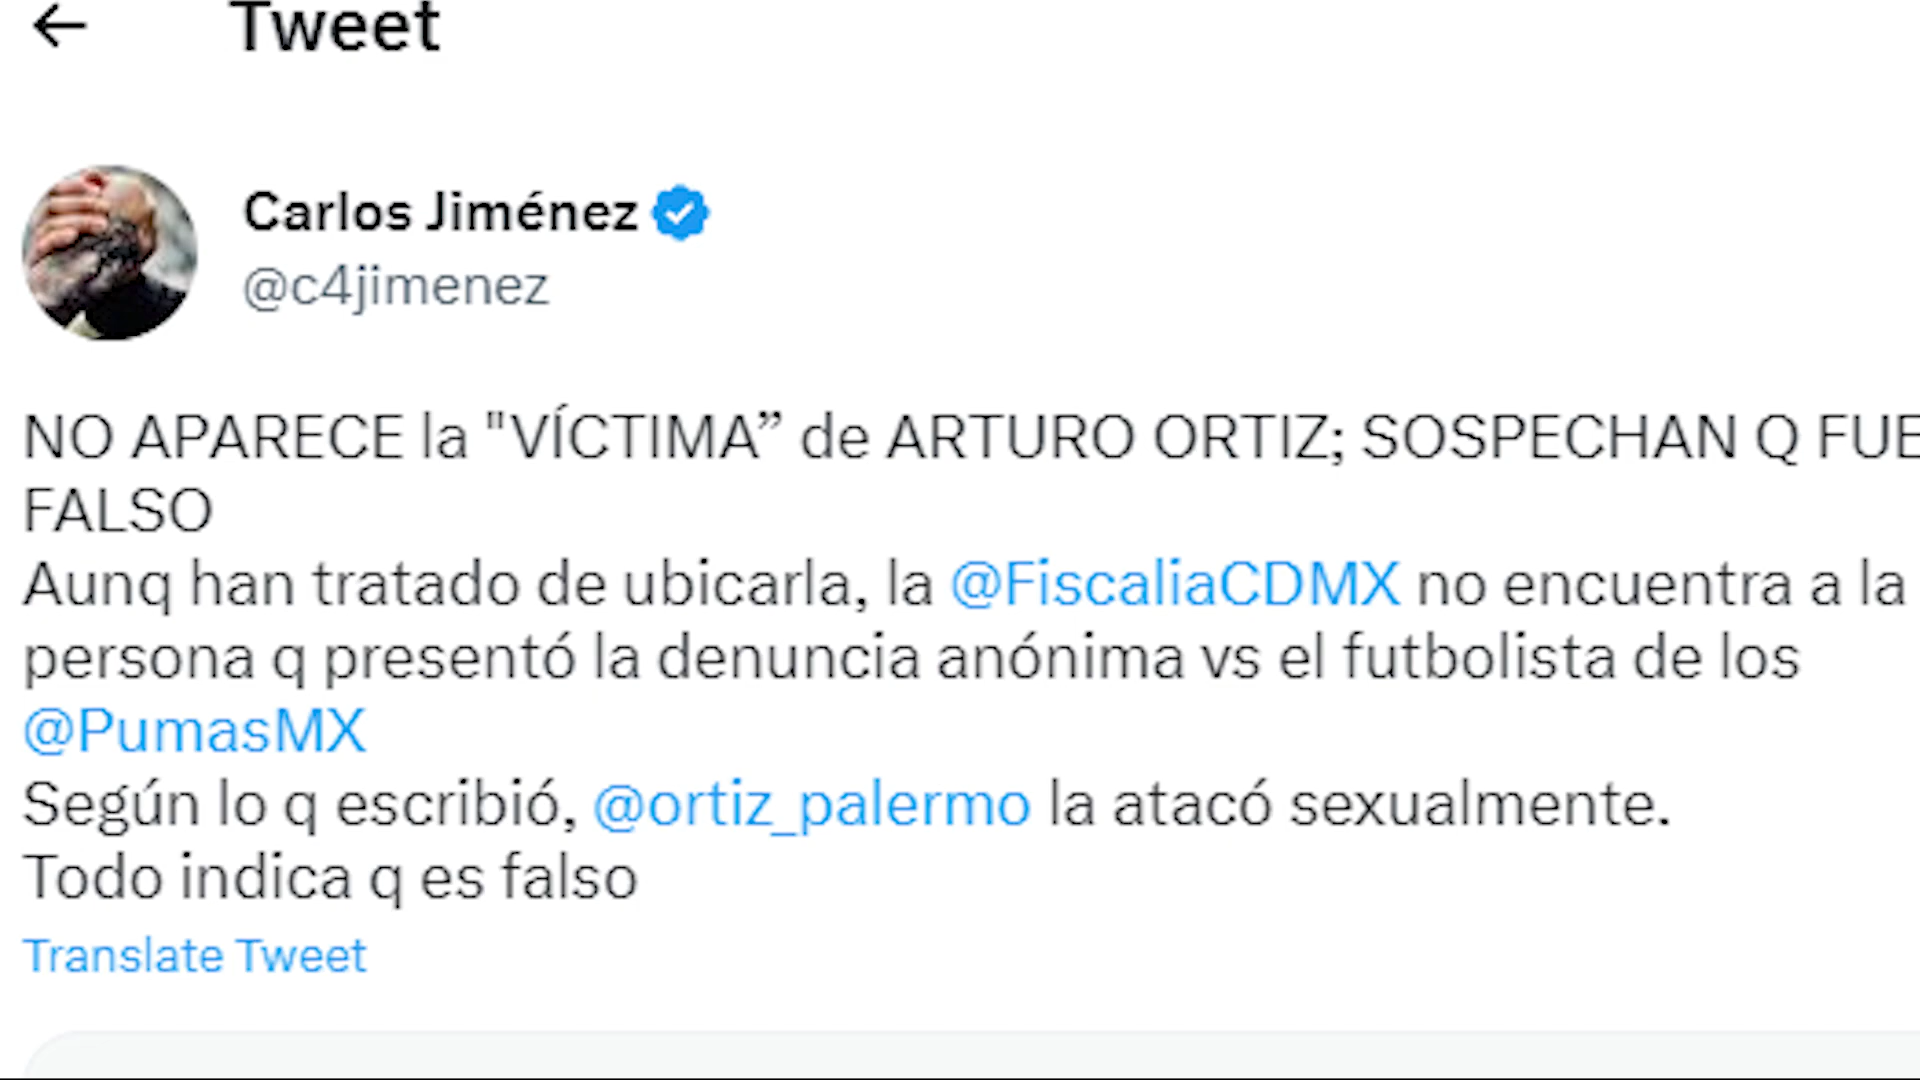 Tweet
Carlos Jiménez
@c4jimenez
NO APARECE la "VÍCTIMA” de ARTURO ORTIZ; SOSPECHAN Q FUE
FALSO
Aunq han tratado de ubicarla, la @FiscaliaCDMX no encuentra a la
persona q presentó la denuncia anónima vs el futbolista de los
@PumasMX
Según lo q escribió, @ortiz_palermo la atacó sexualmente.
Todo indica q es falso
Translate Tweet